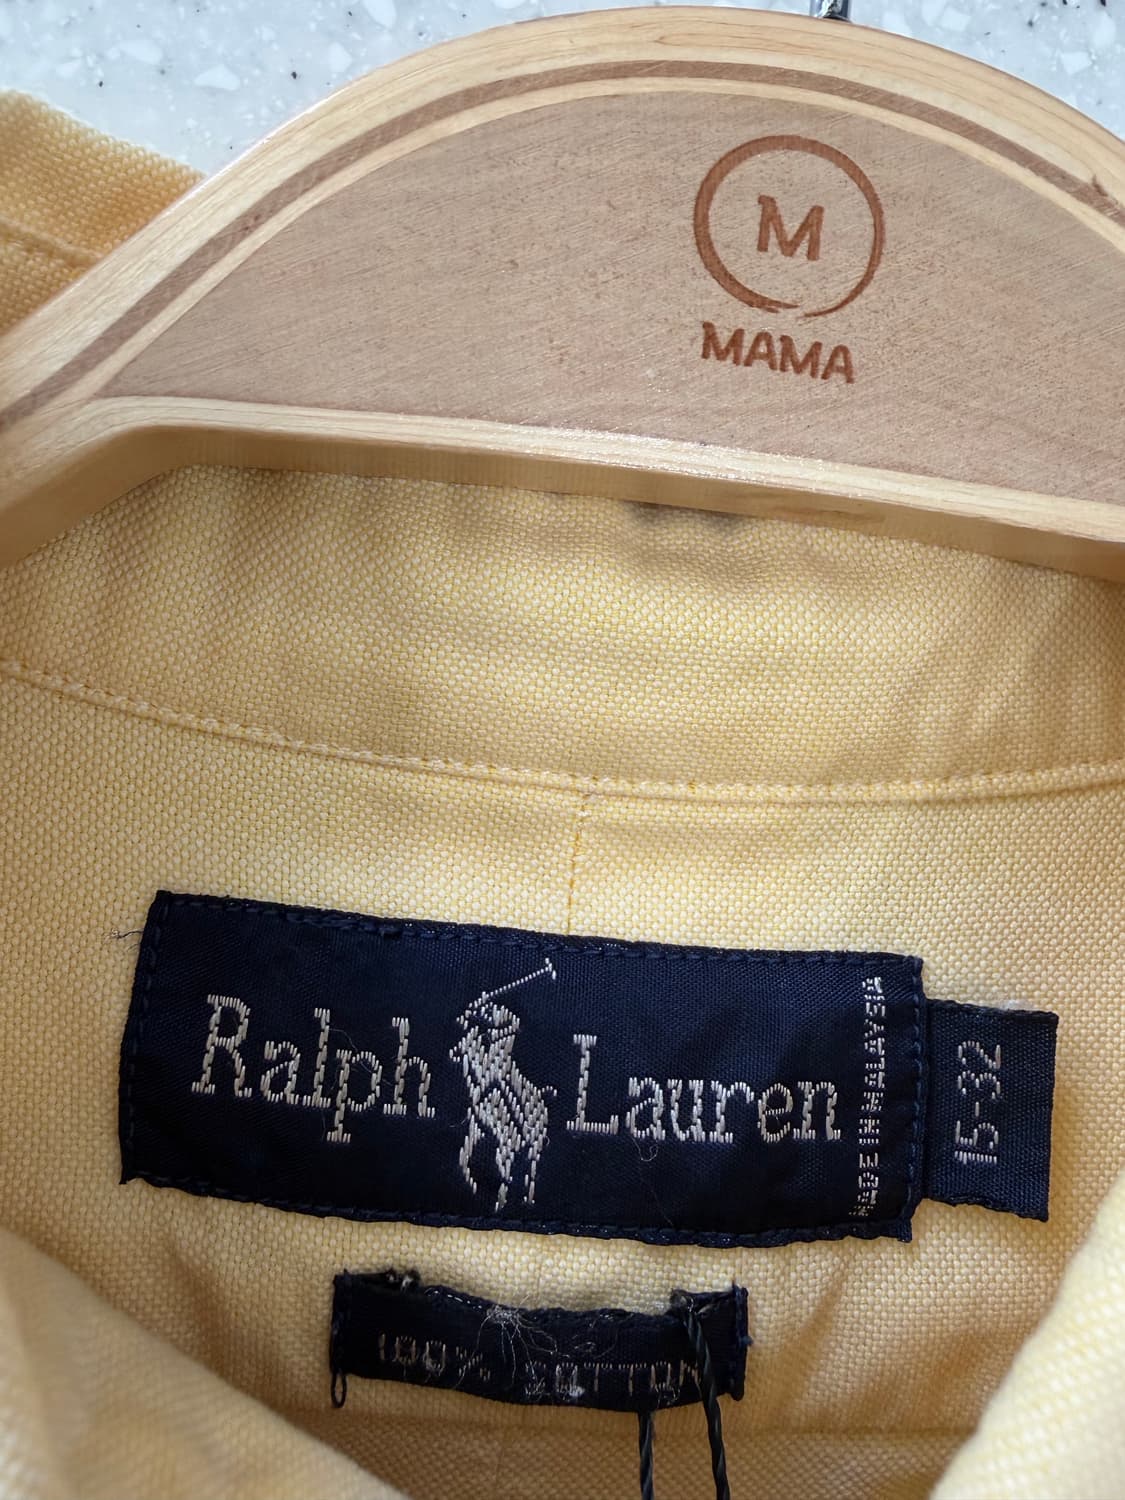 M
MAMA
Ralph Lauren
MADE IN MALAYSIA
15-32
100% COTTON